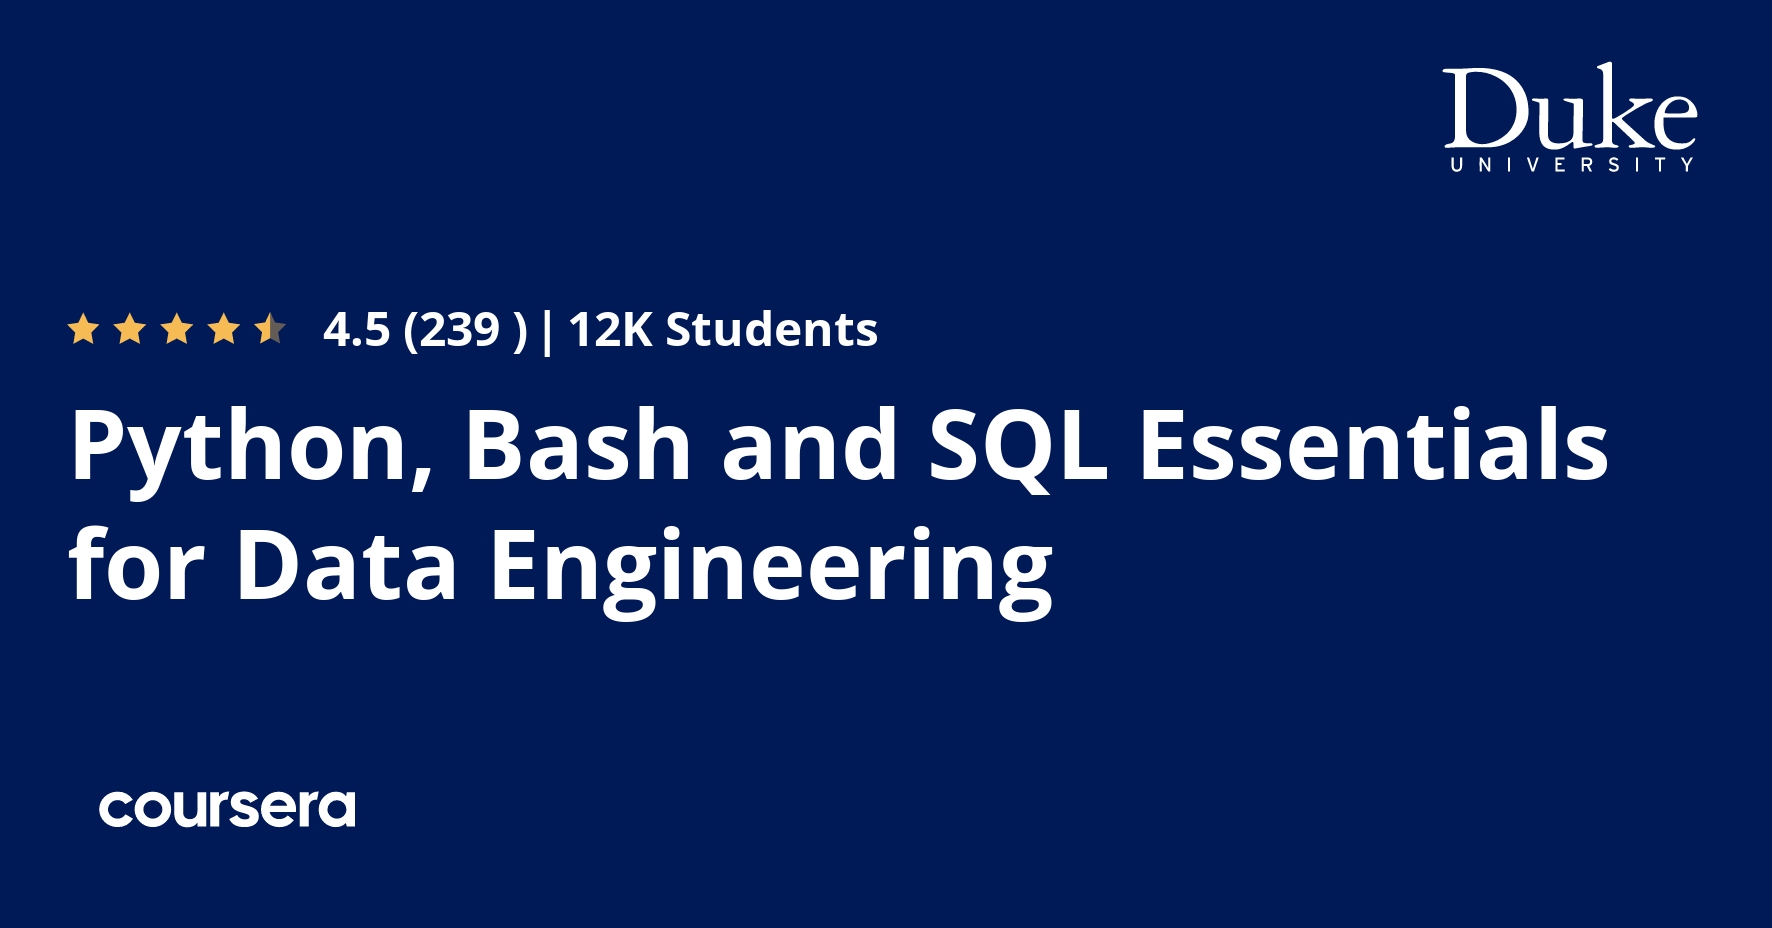 Duke
UNIVERSITY
4.5 (239 ) | 12K Students
Python, Bash and SQL Essentials
for Data Engineering
coursera